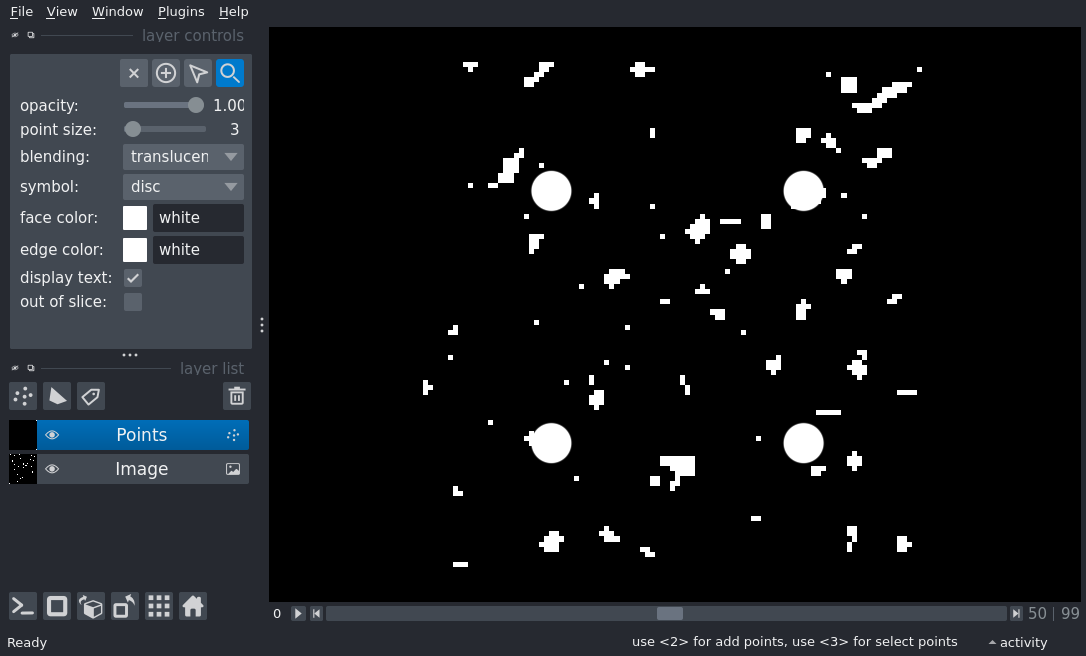 File View Window Plugins Help
layer controls
opacity: 1.00
point size: 3
blending: translucen
symbol: disc
face color: white
edge color: white
display text:
out of slice:
layer list
Points
Image
0 50 99
Ready use <2> for add points, use <3> for select points activity